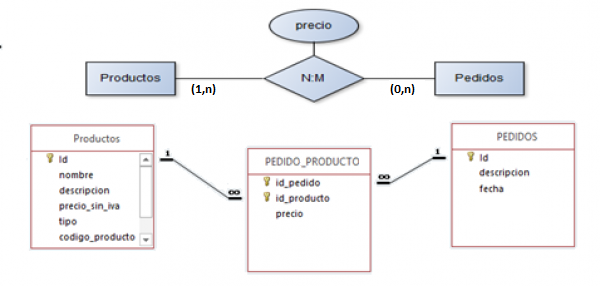 precio
Productos
N:M
Pedidos
(1,n)
(0,n)
Productos
Id
nombre
descripcion
precio_sin_iva
tipo
codigo_producto
1
∞
PEDIDO_PRODUCTO
id_pedido
id_producto
precio
∞
1
PEDIDOS
Id
descripcion
fecha